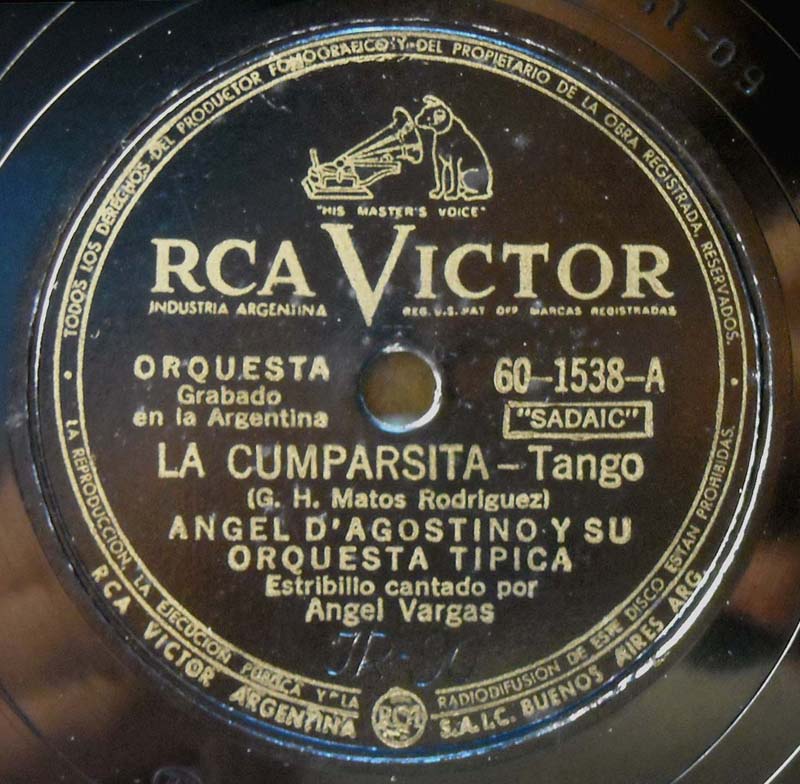 TODOS LOS DERECHOS DEL PRODUCTOR FONOGRAFICO Y DEL PROPIETARIO DE LA OBRA REGISTRADA, RESERVADOS.
"HIS MASTER'S VOICE"
RCA VICTOR
INDUSTRIA ARGENTINA
REG. U.S. PAT OFF MARCAS REGISTRADAS
ORQUESTA
Grabado
en la Argentina
60-1538-A
"SADAIC"
LA CUMPARSITA - Tango
(G. H. Matos Rodriguez)
ANGEL D'AGOSTINO Y SU
ORQUESTA TIPICA
Estribillo cantado por
Angel Vargas
LA REPRODUCCION, LA EJECUCION PUBLICA Y LA RADIODIFUSION DE ESTE DISCO ESTAN PROHIBIDAS.
RCA VICTOR ARGENTINA S.A.I.C. BUENOS AIRES ARG.
RCA